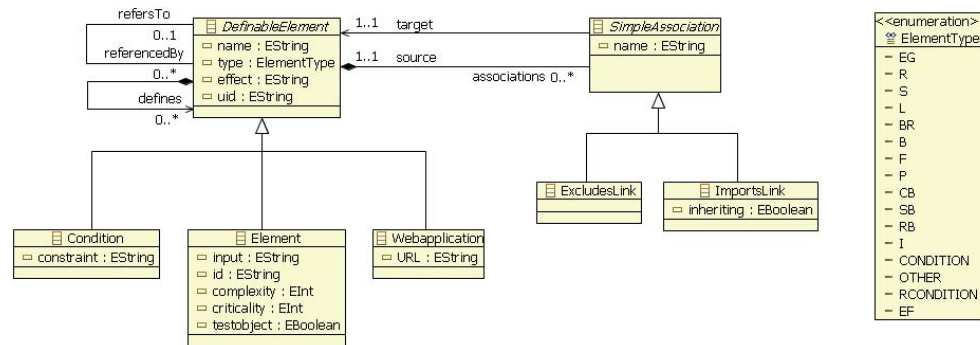 refersTo
0..1
referencedBy
0..*
defines
0..*
DefinableElement
name : EString
type : ElementType
effect : EString
uid : EString
1..1 target
1..1 source
associations 0..*
SimpleAssociation
name : EString
ExcludesLink
ImportsLink
inheriting : EBoolean
Condition
constraint : EString
Element
input : EString
id : EString
complexity : EInt
criticality : EInt
testobject : EBoolean
Webapplication
URL : EString
<<enumeration>
ElementType
EG
R
S
L
BR
B
F
P
CB
SB
RB
I
CONDITION
OTHER
RCONDITION
EF